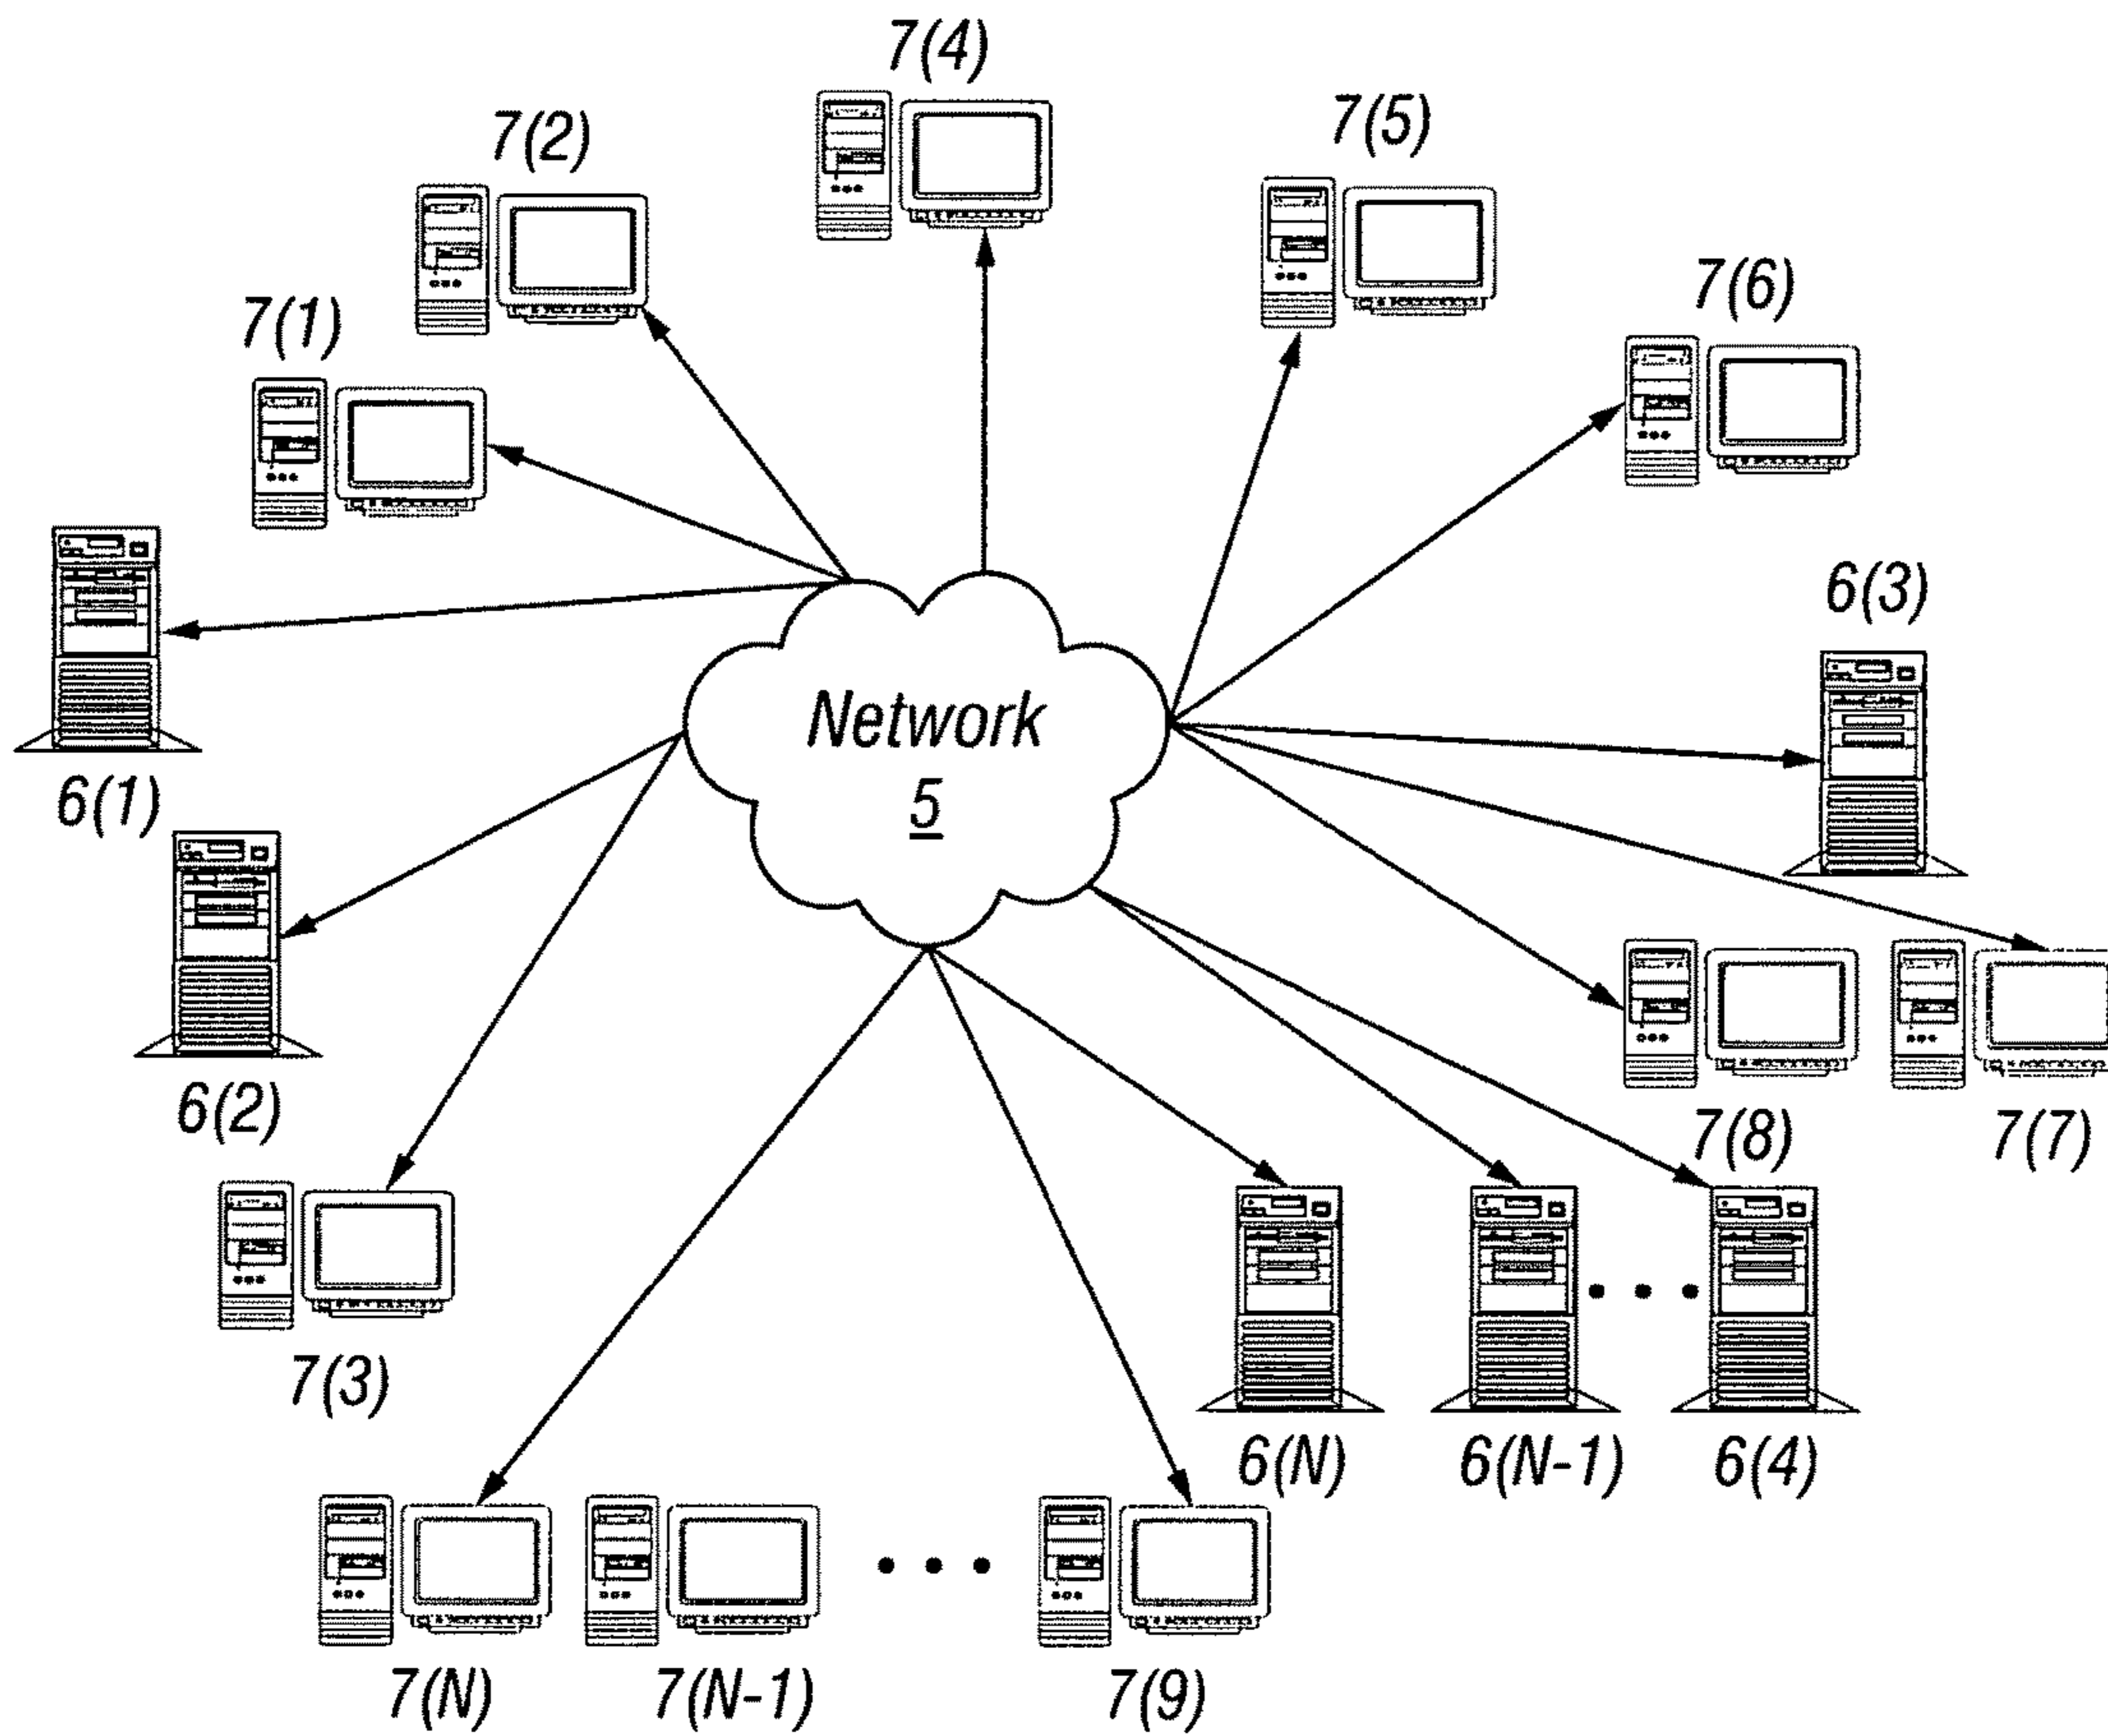 7(4)
7(2)
7(5)
7(6)
7(1)
6(3)
Network
5
6(1)
6(2)
7(8)
7(7)
7(3)
6(N)
6(N-1)
6(4)
7(N)
7(N-1)
7(9)